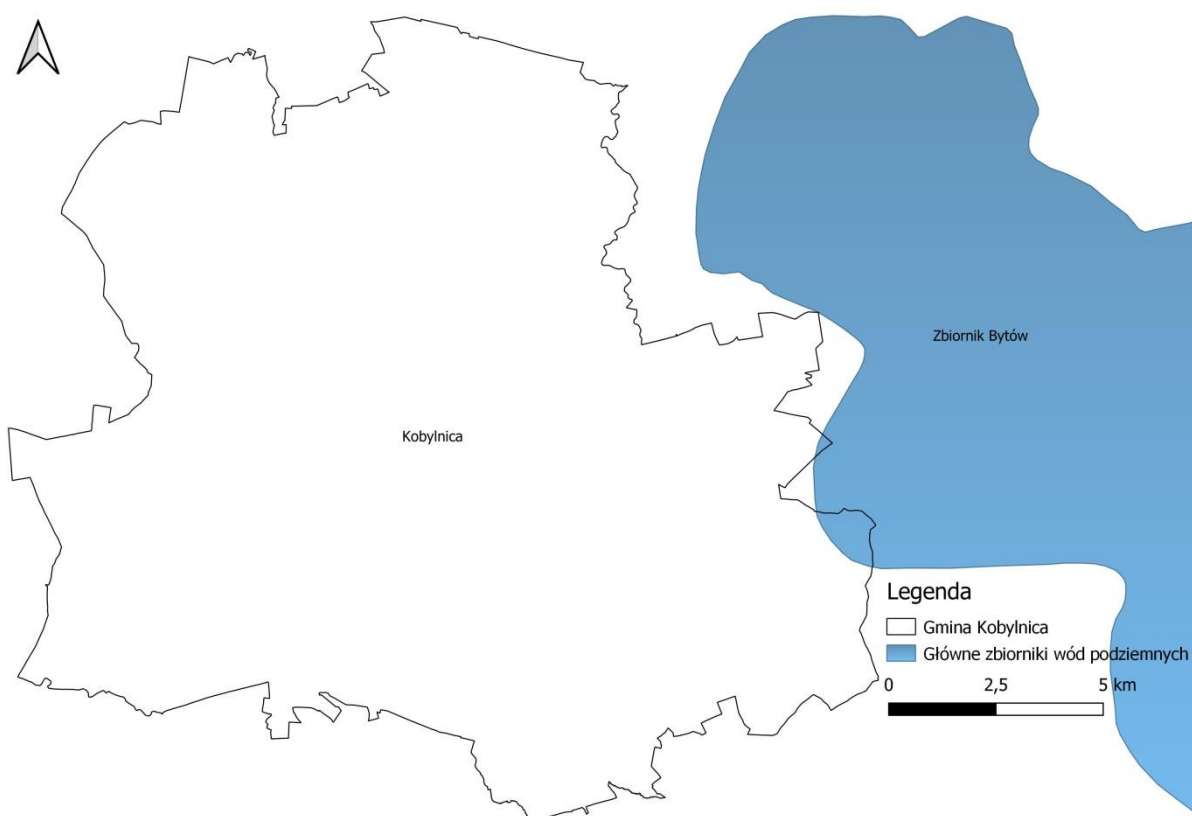 Zbiornik Bytów
Kobylnica
Legenda
Gmina Kobylnica
Główne zbiorniki wód podziemnych
0 2,5 5 km